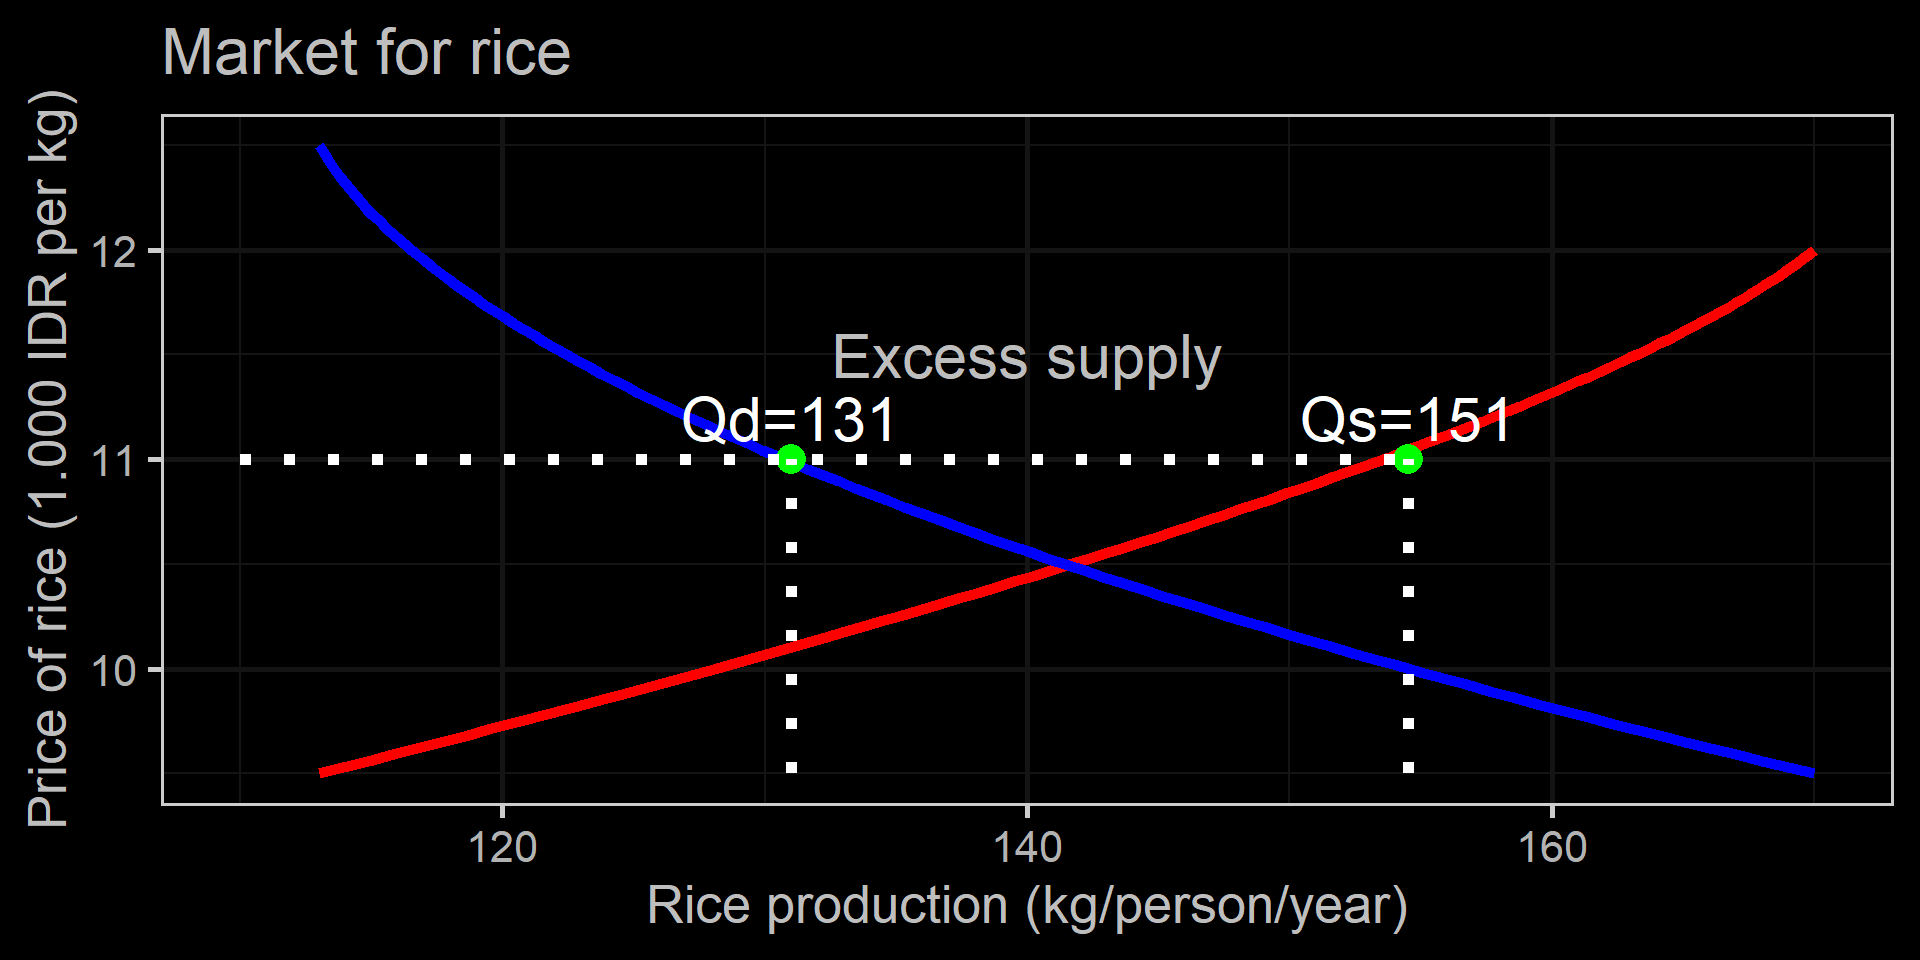 Market for rice
Price of rice (1.000 IDR per kg)
12
11
10
Excess supply
Qd=131
Qs=151
120
140
160
Rice production (kg/person/year)